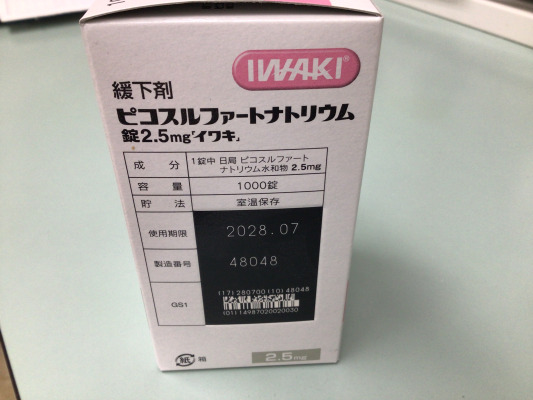 IWAKI®
緩下剤
ピコスルファートナトリウム
錠2.5mg「イワキ」
成分 1錠中 日局 ピコスルファート
ナトリウム水和物 2.5mg
容量 1000錠
貯法 室温保存
使用期限 2028.07
製造番号 48048
GS1
(17)280700(10)48048
(01)14987020020030
紙 箱
2.5mg